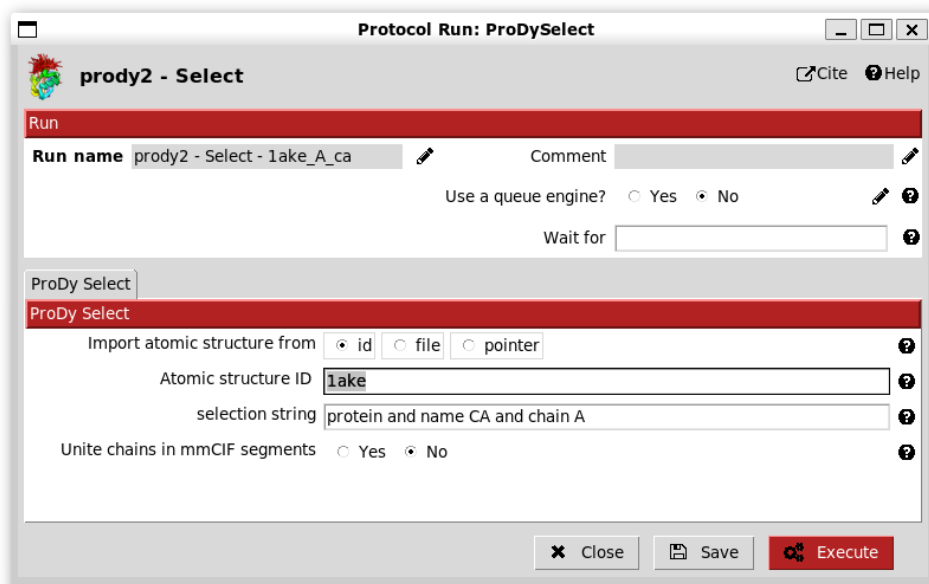 Protocol Run: ProDySelect
prody2 - Select
Cite Help
Run
Run name prody2 - Select - 1ake_A_ca Comment
Use a queue engine? Yes No
Wait for
ProDy Select
ProDy Select
Import atomic structure from id file pointer
Atomic structure ID 1ake
selection string protein and name CA and chain A
Unite chains in mmCIF segments Yes No
Close Save Execute